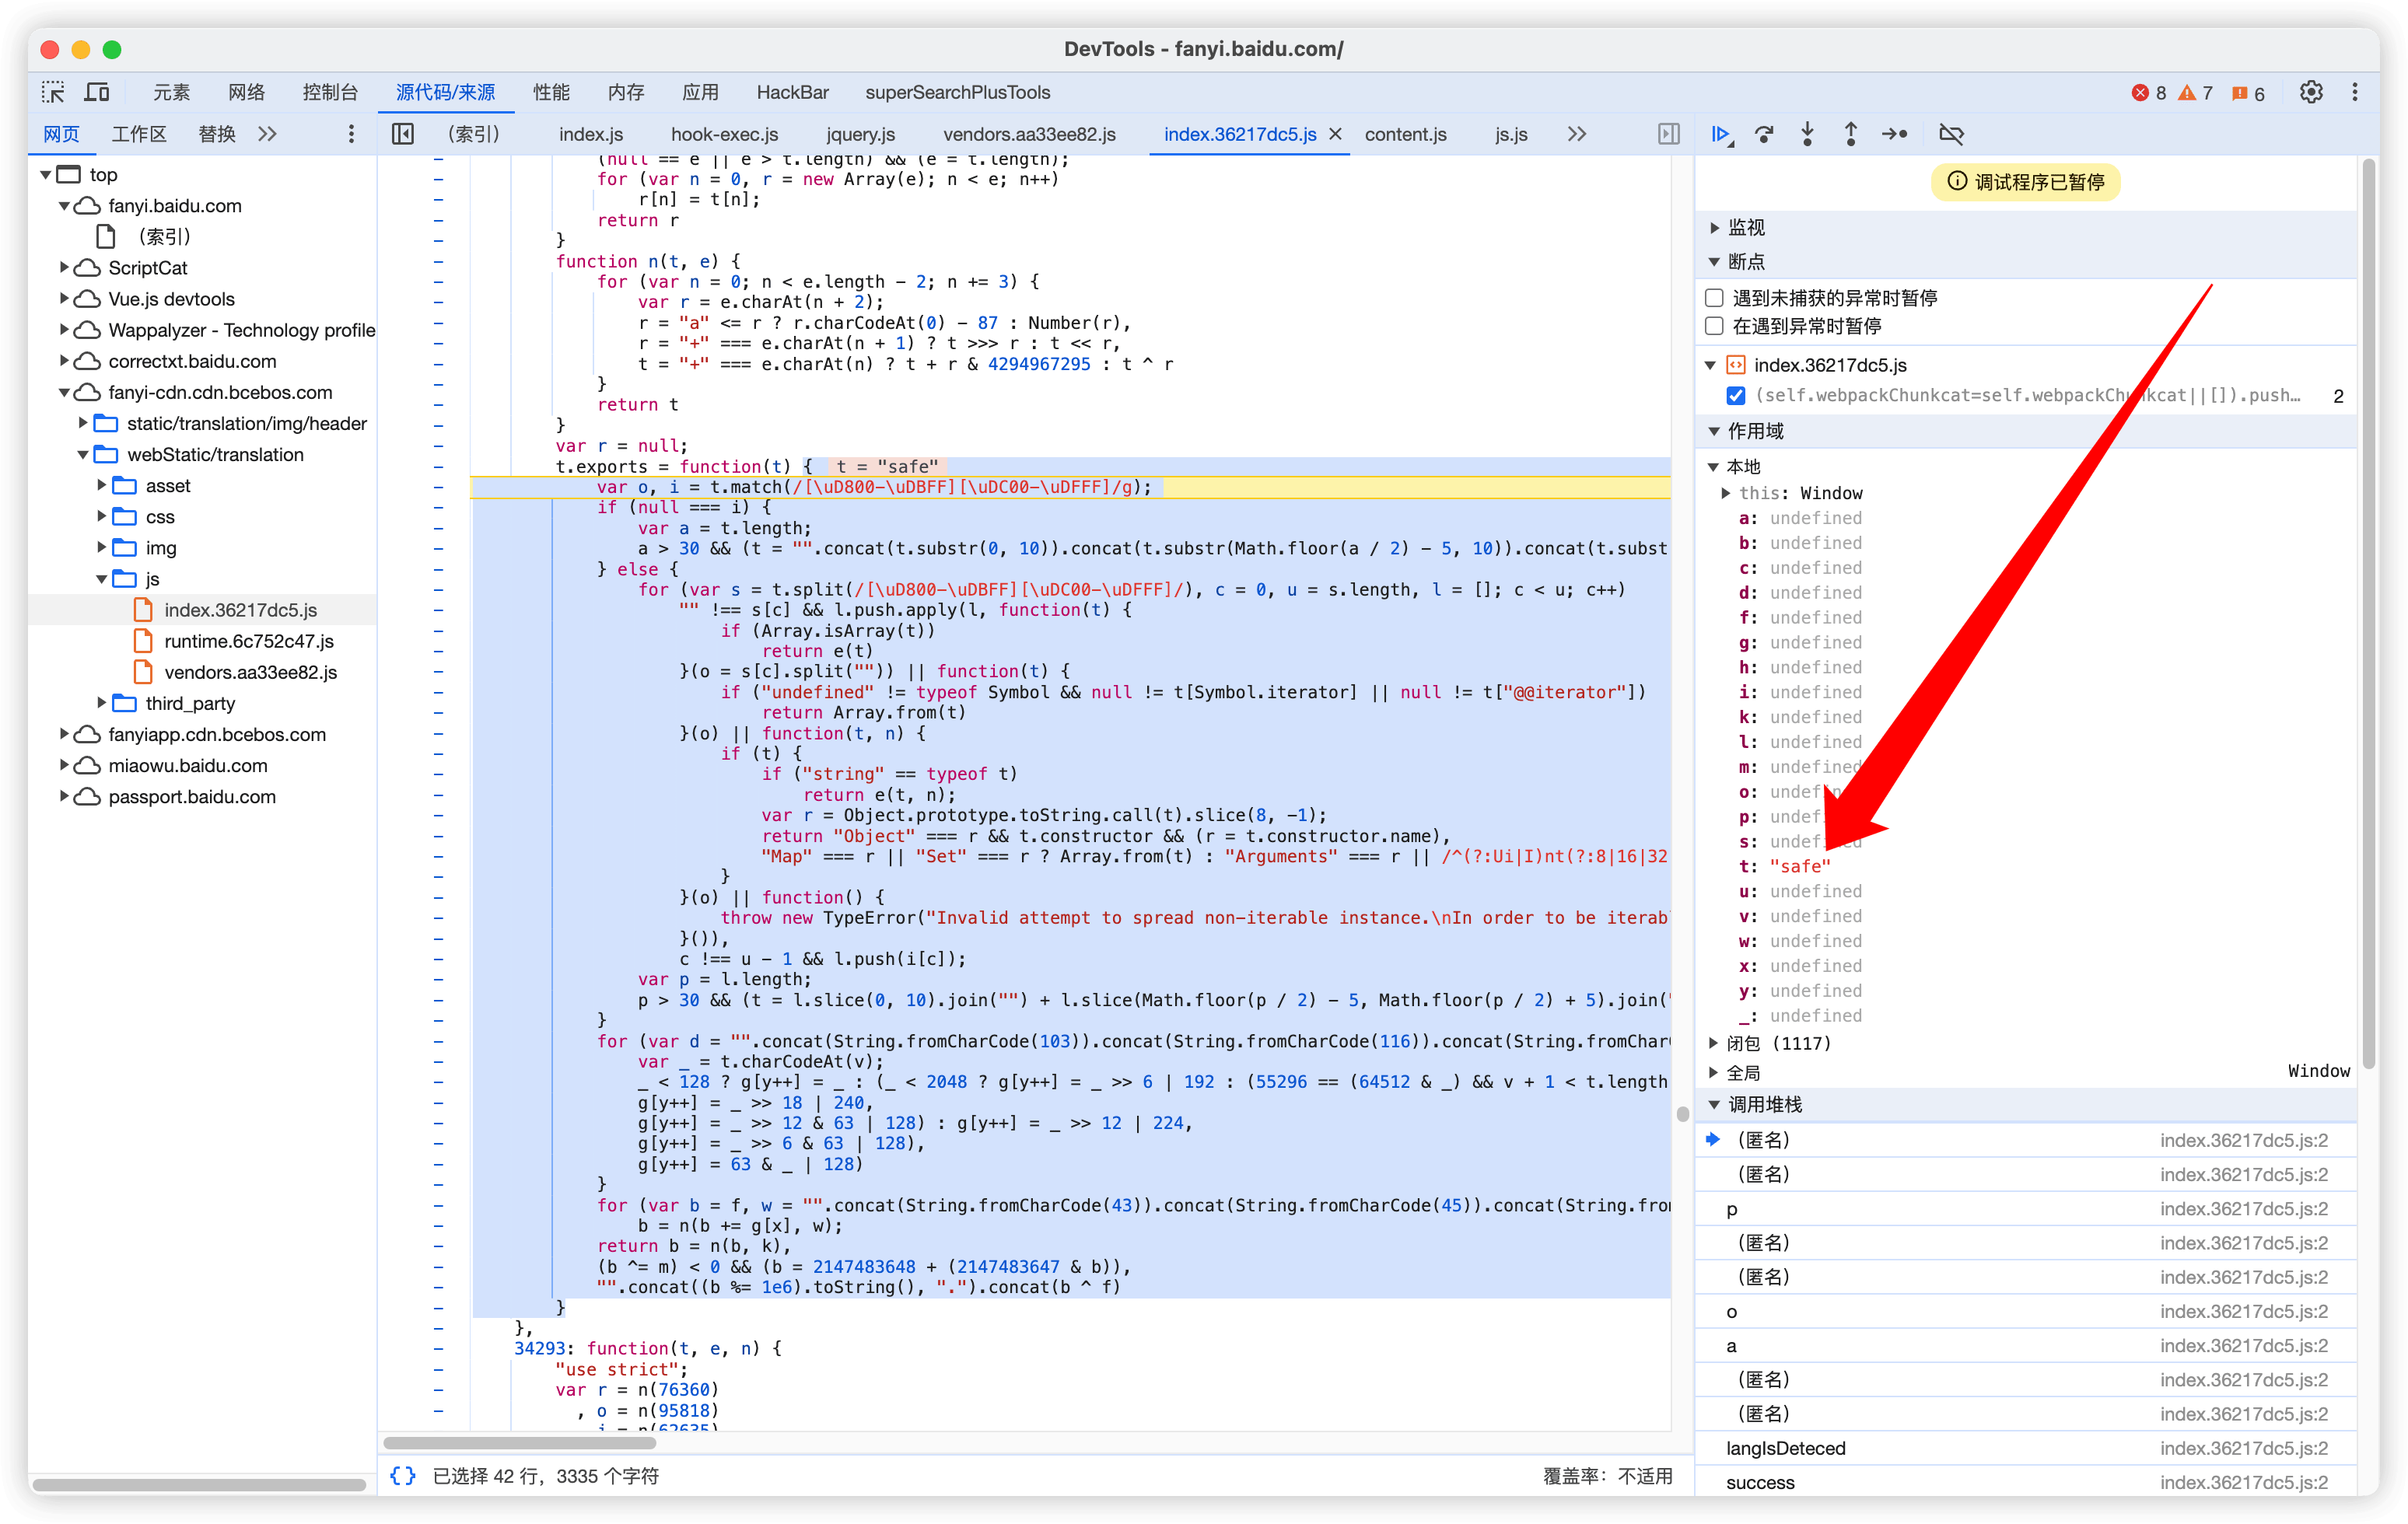 DevTools - fanyi.baidu.com/
元素 网络 控制台 源代码/来源 性能 内存 应用 HackBar superSearchPlusTools 8 7 6
网页 工作区 替换
(索引) index.js hook-exec.js jquery.js vendors.aa33ee82.js index.36217dc5.js content.js js.js
top
fanyi.baidu.com
(索引)
ScriptCat
Vue.js devtools
Wappalyzer - Technology profile
correctxt.baidu.com
fanyi-cdn.cdn.bcebos.com
static/translation/img/header
webStatic/translation
asset
css
img
js
index.36217dc5.js
runtime.6c752c47.js
vendors.aa33ee82.js
third_party
fanyiapp.cdn.bcebos.com
miaowu.baidu.com
passport.baidu.com
(null == e || e > t.length) && (e = t.length);
for (var n = 0, r = new Array(e); n < e; n++)
r[n] = t[n];
return r
}
function n(t, e) {
for (var n = 0; n < e.length - 2; n += 3) {
var r = e.charAt(n + 2);
r = "a" <= r ? r.charCodeAt(0) - 87 : Number(r),
r = "+" === e.charAt(n + 1) ? t >>> r : t << r,
t = "+" === e.charAt(n) ? t + r & 4294967295 : t ^ r
}
return t
}
var r = null;
t.exports = function(t) { t = "safe"
var o, i = t.match(/[\uD800-\uDBFF][\uDC00-\uDFFF]/g);
if (null === i) {
var a = t.length;
a > 30 && (t = "".concat(t.substr(0, 10)).concat(t.substr(Math.floor(a / 2) - 5, 10)).concat(t.subst
} else {
for (var s = t.split(/[\uD800-\uDBFF][\uDC00-\uDFFF]/), c = 0, u = s.length, l = []; c < u; c++)
"" !== s[c] && l.push.apply(l, function(t) {
if (Array.isArray(t))
return e(t)
}(o = s[c].split("")) || function(t) {
if ("undefined" != typeof Symbol && null != t[Symbol.iterator] || null != t["@@iterator"])
return Array.from(t)
}(o) || function(t, n) {
if (t) {
if ("string" == typeof t)
return e(t, n);
var r = Object.prototype.toString.call(t).slice(8, -1);
return "Object" === r && t.constructor && (r = t.constructor.name),
"Map" === r || "Set" === r ? Array.from(t) : "Arguments" === r || /^(?:Ui|I)nt(?:8|16|32
}
}(o) || function() {
throw new TypeError("Invalid attempt to spread non-iterable instance.\nIn order to be iterab
}()),
c !== u - 1 && l.push(i[c]);
var p = l.length;
p > 30 && (t = l.slice(0, 10).join("") + l.slice(Math.floor(p / 2) - 5, Math.floor(p / 2) + 5).join("
}
for (var d = "".concat(String.fromCharCode(103)).concat(String.fromCharCode(116)).concat(String.fromChar
var _ = t.charCodeAt(v);
_ < 128 ? g[y++] = _ : (_ < 2048 ? g[y++] = _ >> 6 | 192 : (55296 == (64512 & _) && v + 1 < t.length
g[y++] = _ >> 18 | 240,
g[y++] = _ >> 12 & 63 | 128) : g[y++] = _ >> 12 | 224,
g[y++] = _ >> 6 & 63 | 128),
g[y++] = 63 & _ | 128)
}
for (var b = f, w = "".concat(String.fromCharCode(43)).concat(String.fromCharCode(45)).concat(String.fro
b = n(b += g[x], w);
return b = n(b, k),
(b ^= m) < 0 && (b = 2147483648 + (2147483647 & b)),
"".concat((b %= 1e6).toString(), ".").concat(b ^ f)
}
},
34293: function(t, e, n) {
"use strict";
var r = n(76360)
, o = n(95818)
, i = n(62635)
{ } 已选择 42 行，3335 个字符 覆盖率：不适用
调试程序已暂停
监视
断点
遇到未捕获的异常时暂停
在遇到异常时暂停
index.36217dc5.js
(self.webpackChunkcat=self.webpackChunkcat||[]).push… 2
作用域
本地
this: Window
a: undefined
b: undefined
c: undefined
d: undefined
f: undefined
g: undefined
h: undefined
i: undefined
k: undefined
l: undefined
m: undefined
o: undefined
p: undefined
s: undefined
t: "safe"
u: undefined
v: undefined
w: undefined
x: undefined
y: undefined
_: undefined
闭包 (1117)
全局 Window
调用堆栈
(匿名) index.36217dc5.js:2
(匿名) index.36217dc5.js:2
p index.36217dc5.js:2
(匿名) index.36217dc5.js:2
(匿名) index.36217dc5.js:2
o index.36217dc5.js:2
a index.36217dc5.js:2
(匿名) index.36217dc5.js:2
(匿名) index.36217dc5.js:2
langIsDeteced index.36217dc5.js:2
success index.36217dc5.js:2